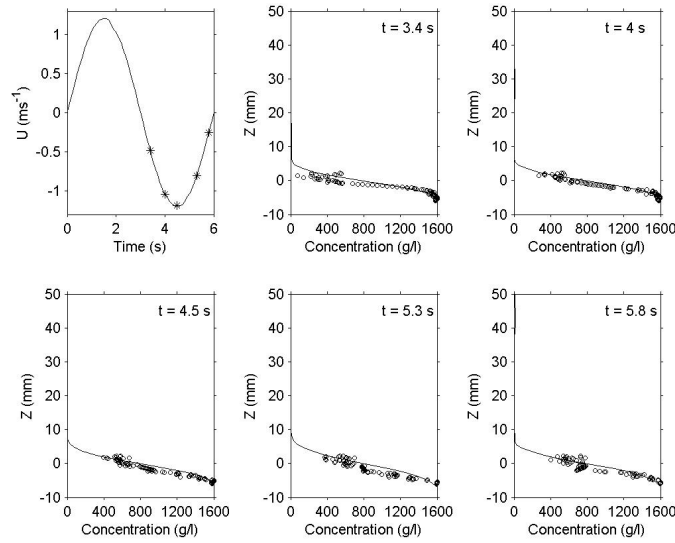 1
0.5
0
-0.5
-1
U (ms-1)
0 2 4 6
Time (s)
t = 3.4 s
50
40
30
20
10
0
-10
Z (mm)
0 400 800 1200 1600
Concentration (g/l)
t = 4 s
50
40
30
20
10
0
-10
Z (mm)
0 400 800 1200 1600
Concentration (g/l)
t = 4.5 s
50
40
30
20
10
0
-10
Z (mm)
0 400 800 1200 1600
Concentration (g/l)
t = 5.3 s
50
40
30
20
10
0
-10
Z (mm)
0 400 800 1200 1600
Concentration (g/l)
t = 5.8 s
50
40
30
20
10
0
-10
Z (mm)
0 400 800 1200 1600
Concentration (g/l)